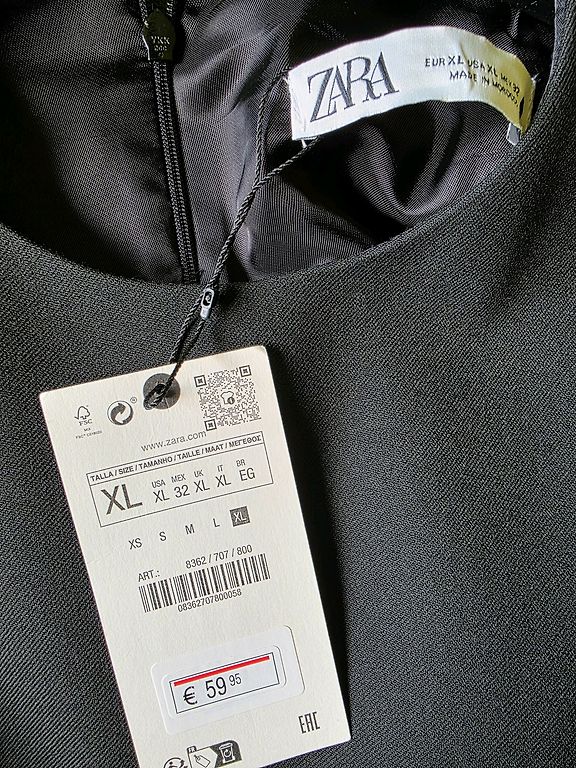 YKK
ZARA
EUR XL USA XL MEX 32
MADE IN MOROCCO
FSC
MIX
www.zara.com
TALLA / SIZE / TAMANHO / TAILLE / MAAT / ΜΕΓΕΘΟΣ
XL
USA MEX UK IT BR
XL 32 XL XL EG
XS S M L XL
ART.: 8362 / 707 / 800
08362707800058
€ 59 95
EAC
FR